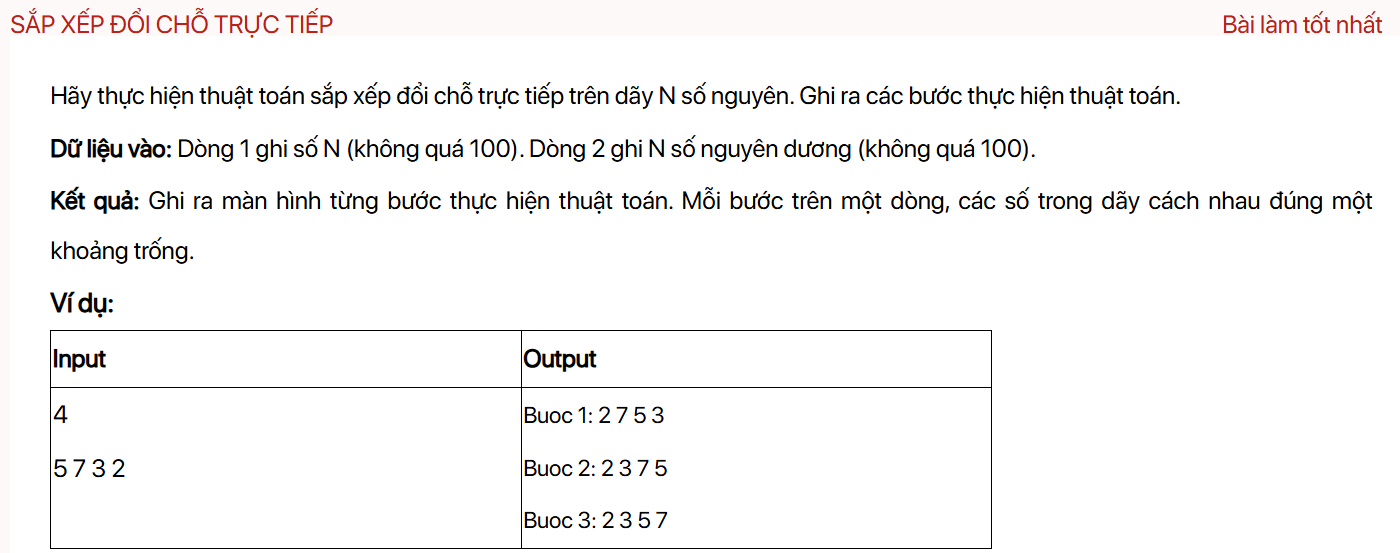 SẮP XẾP ĐỔI CHỖ TRỰC TIẾP
Bài làm tốt nhất
Hãy thực hiện thuật toán sắp xếp đổi chỗ trực tiếp trên dãy N số nguyên. Ghi ra các bước thực hiện thuật toán.
Dữ liệu vào: Dòng 1 ghi số N (không quá 100). Dòng 2 ghi N số nguyên dương (không quá 100).
Kết quả: Ghi ra màn hình từng bước thực hiện thuật toán. Mỗi bước trên một dòng, các số trong dãy cách nhau đúng một
khoảng trống.
Ví dụ:
Input
Output
4
5 7 3 2
Buoc 1: 2 7 5 3
Buoc 2: 2 3 7 5
Buoc 3: 2 3 5 7